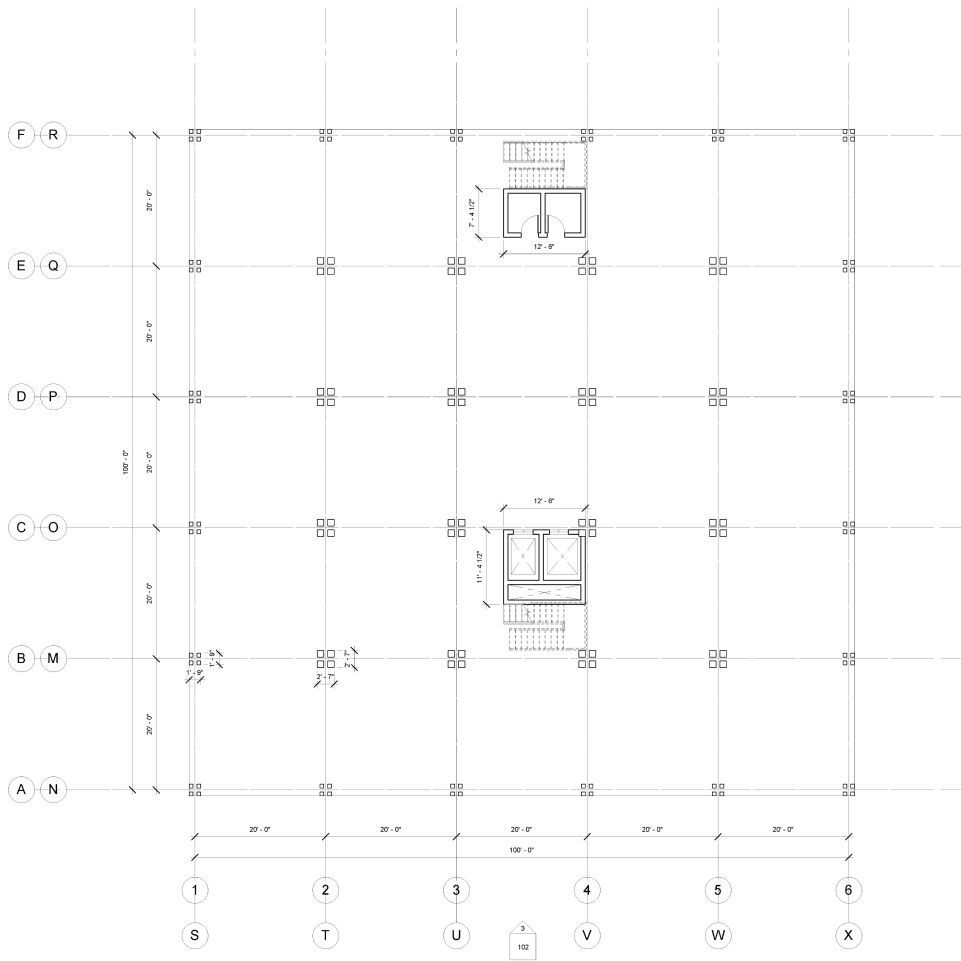 F R
20' - 0"
7' - 4 1/2"
12' - 6"
E Q
20' - 0"
D P
100' - 0"
20' - 0"
12' - 6"
C O
11' - 4 1/2"
20' - 0"
B M
1' - 9"
1' - 9"
2' - 7"
2' - 7"
20' - 0"
A N
20' - 0" 20' - 0" 20' - 0" 20' - 0" 20' - 0"
100' - 0"
1 2 3 4 5 6
S T U V W X
3
102